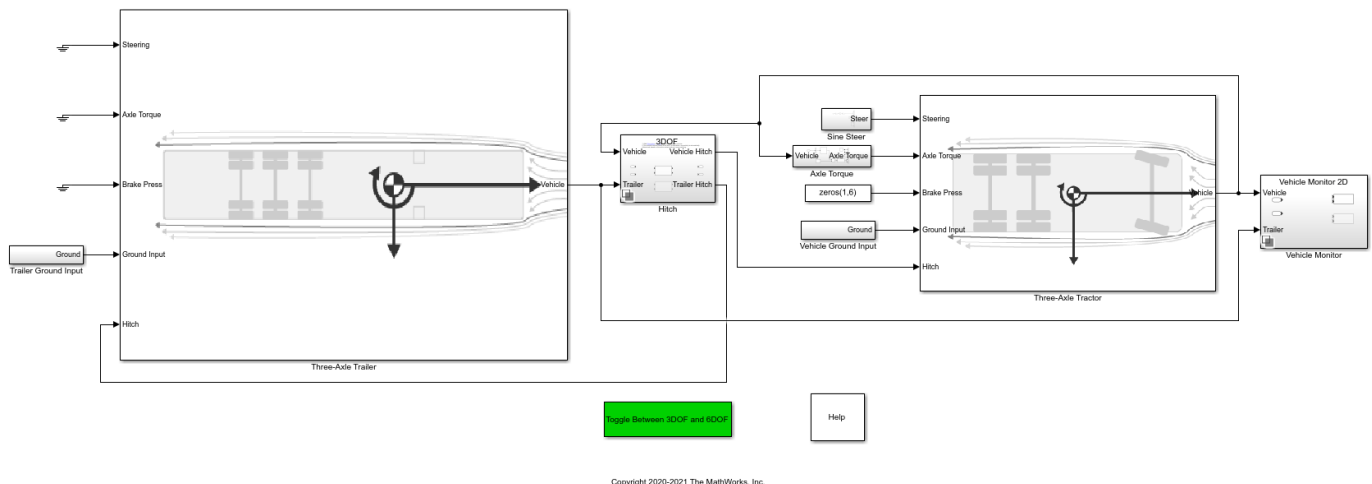 Steering
Axle Torque
Brake Press
Ground
Trailer Ground Input
Ground Input
Hitch
Vehicle
Three-Axle Trailer
3DOF
Vehicle
Vehicle Hitch
Trailer
Trailer Hitch
Hitch
Steer
Sine Steer
Vehicle
Axle Torque
Axle Torque
zeros(1,6)
Ground
Vehicle Ground Input
Steering
Axle Torque
Brake Press
Ground Input
Hitch
Vehicle
Three-Axle Tractor
Vehicle Monitor 2D
Vehicle
Trailer
Vehicle Monitor
Toggle Between 3DOF and 6DOF
Help
Copyright 2020-2021 The MathWorks, Inc.